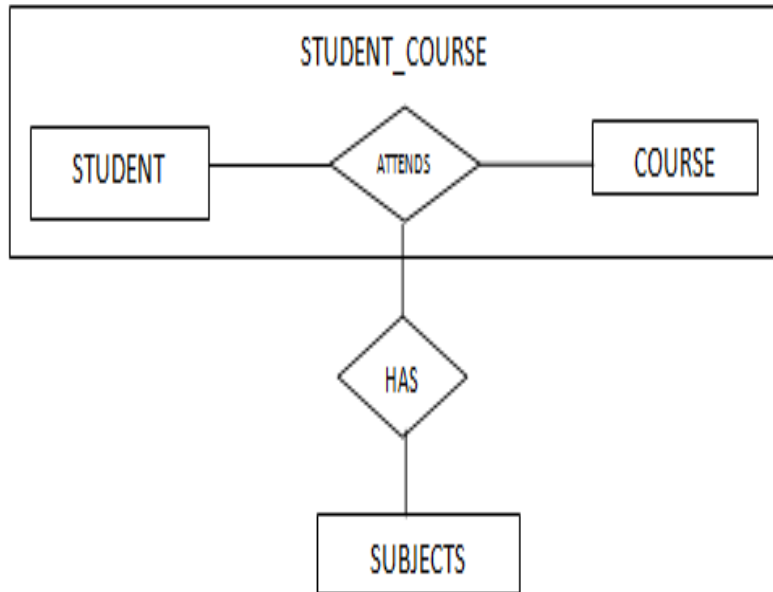 STUDENT_COURSE
STUDENT
ATTENDS
COURSE
HAS
SUBJECTS